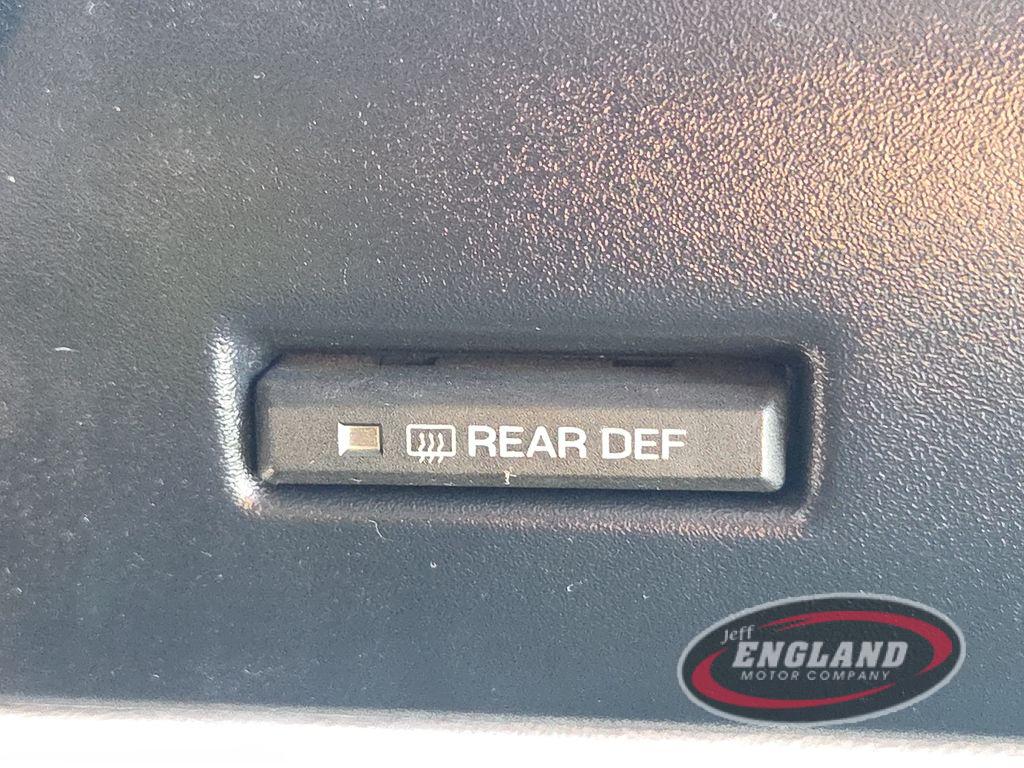 REAR DEF
Jeff
ENGLAND
MOTOR COMPANY